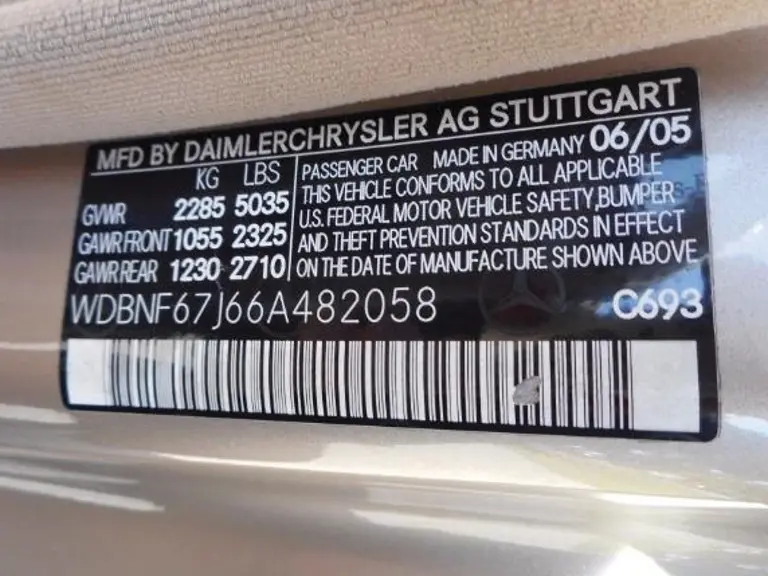 MFD BY DAIMLERCHRYSLER AG STUTTGART
KG LBS
GVWR 2285 5035
GAWR FRONT 1055 2325
GAWR REAR 1230 2710
PASSENGER CAR MADE IN GERMANY 06/05
THIS VEHICLE CONFORMS TO ALL APPLICABLE
U.S. FEDERAL MOTOR VEHICLE SAFETY,BUMPER
AND THEFT PREVENTION STANDARDS IN EFFECT
ON THE DATE OF MANUFACTURE SHOWN ABOVE
WDBNF67J66A482058 C693